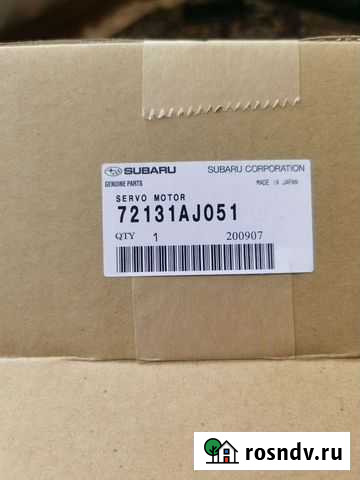 SUBARU SUBARU CORPORATION
GENUINE PARTS MADE IN JAPAN
SERVO MOTOR
72131AJ051
QTY 1 200907
rosndv.ru